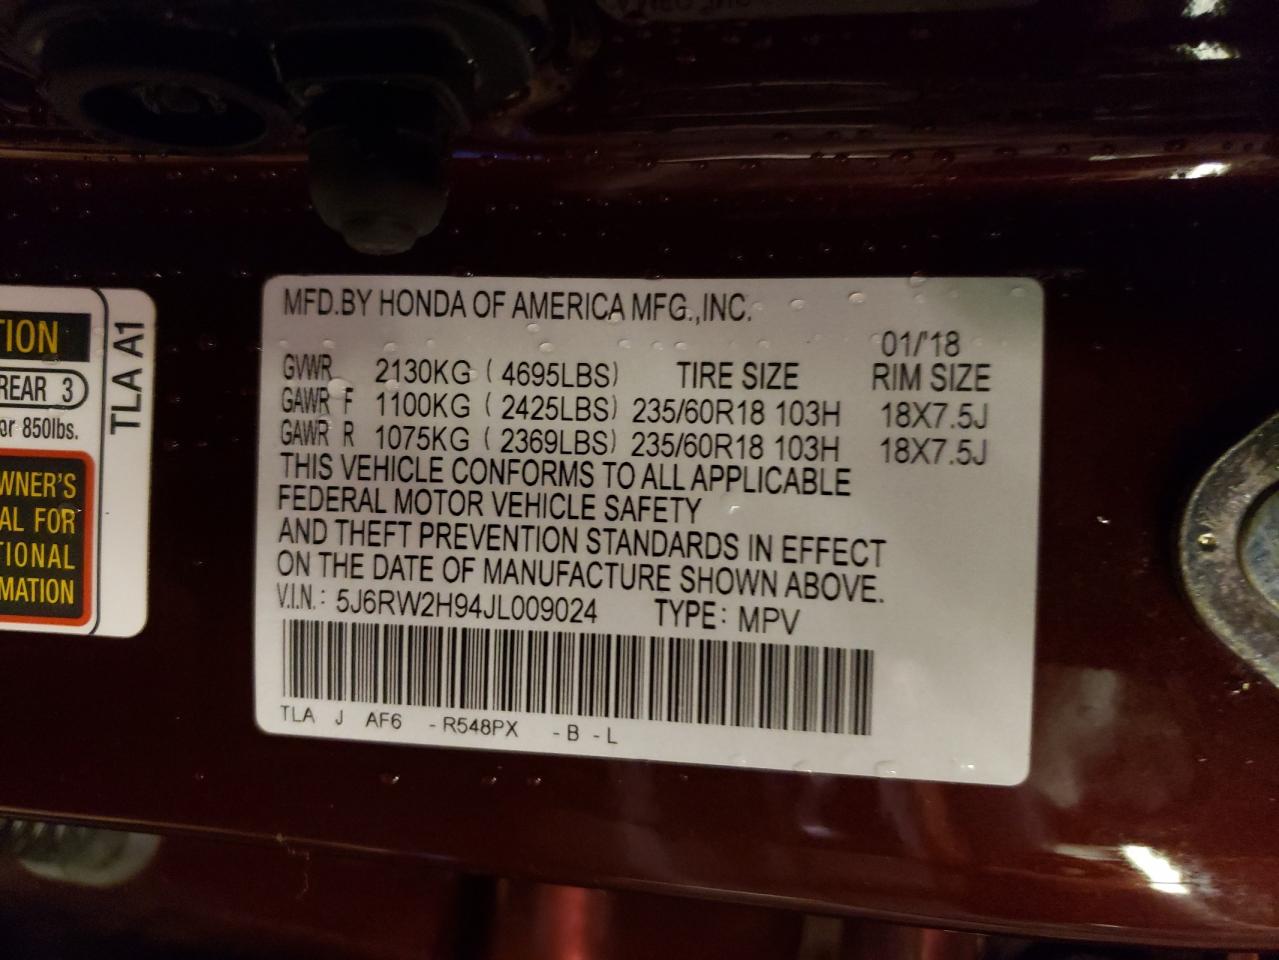 TION
REAR 3
or 850lbs.
WNER'S
AL FOR
TIONAL
MATION
TLA A1
MFD.BY HONDA OF AMERICA MFG.,INC.
01/'18
GVWR 2130KG ( 4695LBS) TIRE SIZE RIM SIZE
GAWR F 1100KG ( 2425LBS) 235/60R18 103H 18X7.5J
GAWR R 1075KG ( 2369LBS) 235/60R18 103H 18X7.5J
THIS VEHICLE CONFORMS TO ALL APPLICABLE
FEDERAL MOTOR VEHICLE SAFETY
AND THEFT PREVENTION STANDARDS IN EFFECT
ON THE DATE OF MANUFACTURE SHOWN ABOVE.
V.I.N.: 5J6RW2H94JL009024 TYPE: MPV
TLA J AF6 -R548PX -B -L